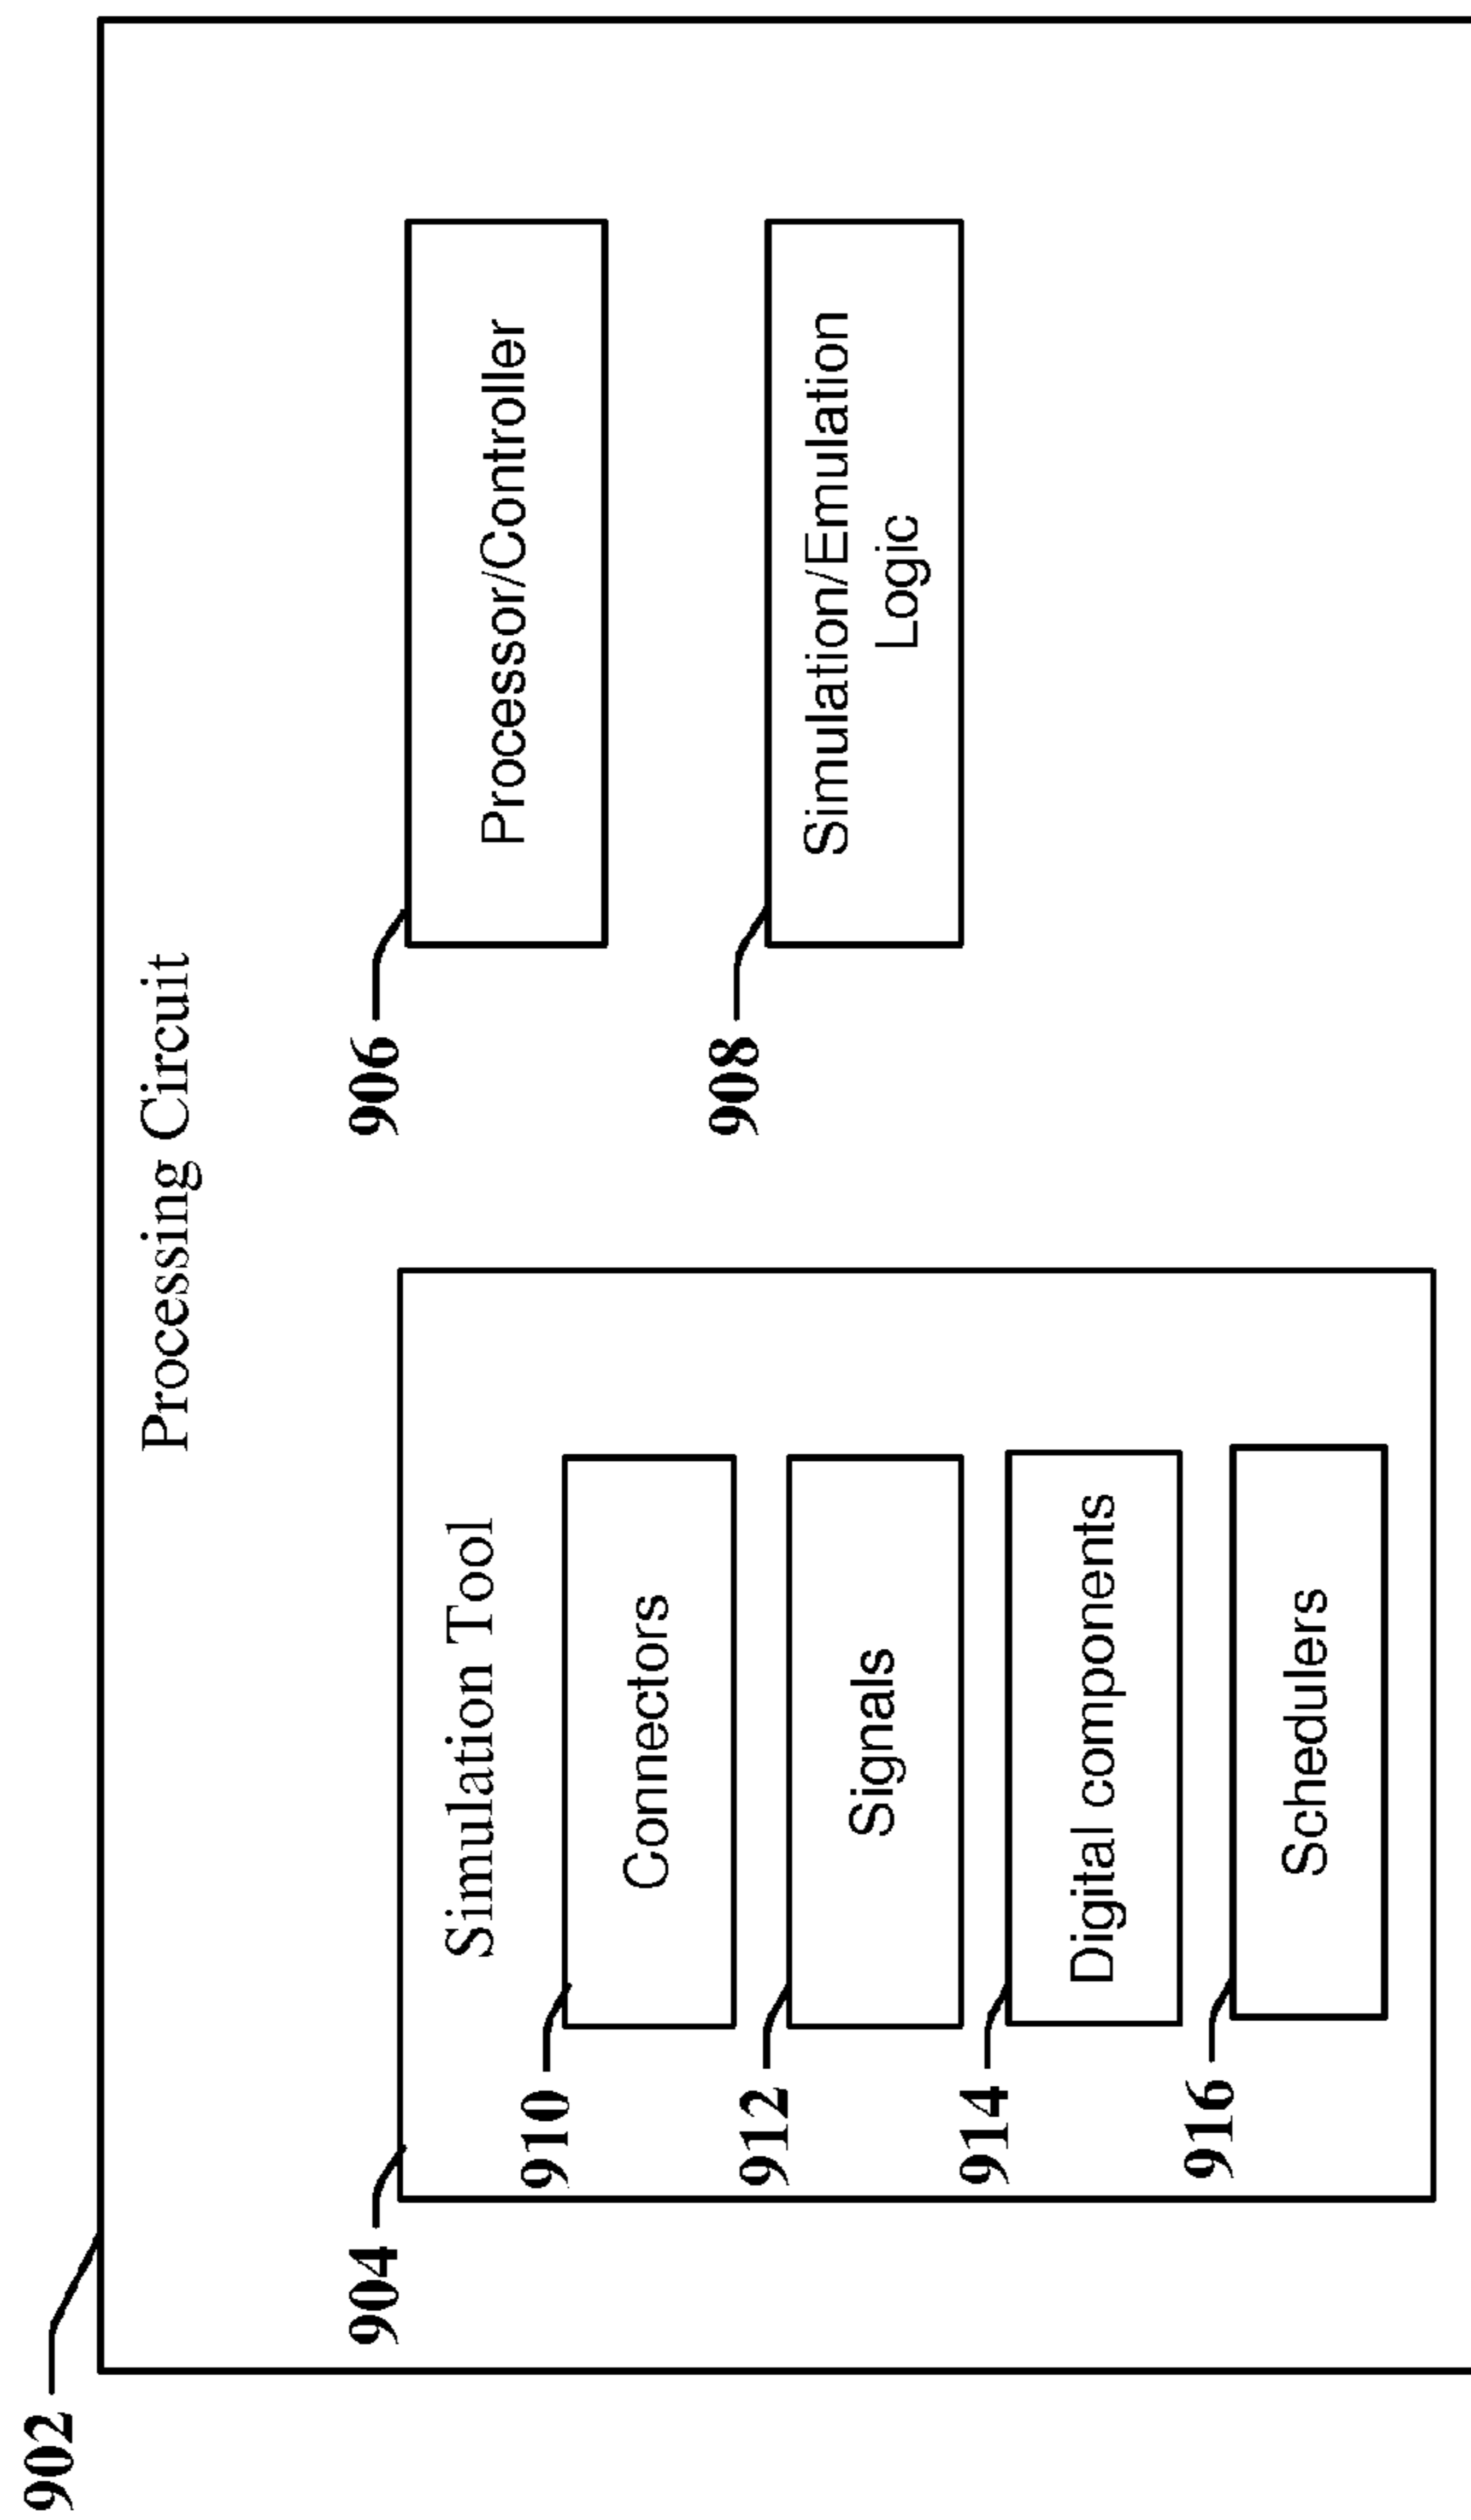 902
Processing Circuit
904
Simulation Tool
910
Connectors
912
Signals
914
Digital components
916
Schedulers
906
Processor/Controller
908
Simulation/Emulation
Logic